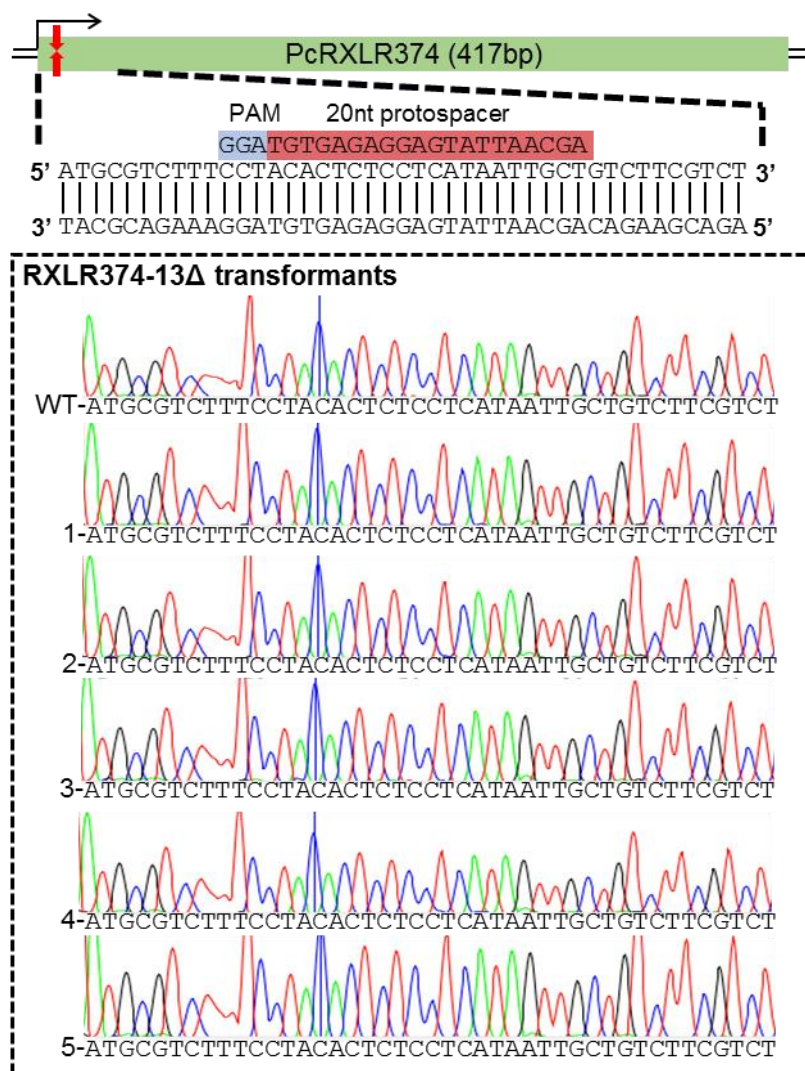 PcRXLR374 (417bp)
PAM 20nt protospacer
GGATGTGAGAGGAGTATTAACGA
5’ ATGCGTCTTTCCTACACTCTCCTCATAATTGCTGTCTTCGTCT 3’
3’ TACGCAGAAAGGATGTGAGAGGAGTATTAACGACAGAAGCAGA 5’
RXLR374-13Δ transformants
WT-ATGCGTCTTTCCTACACTCTCCTCATAATTGCTGTCTTCGTCT
1-ATGCGTCTTTCCTACACTCTCCTCATAATTGCTGTCTTCGTCT
2-ATGCGTCTTTCCTACACTCTCCTCATAATTGCTGTCTTCGTCT
3-ATGCGTCTTTCCTACACTCTCCTCATAATTGCTGTCTTCGTCT
4-ATGCGTCTTTCCTACACTCTCCTCATAATTGCTGTCTTCGTCT
5-ATGCGTCTTTCCTACACTCTCCTCATAATTGCTGTCTTCGTCT